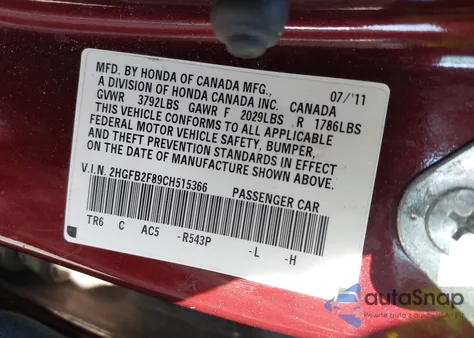 MFD. BY HONDA OF CANADA MFG., 07/'11
A DIVISION OF HONDA CANADA INC. CANADA
GVWR 3792LBS GAWR F 2029LBS R 1786LBS
THIS VEHICLE CONFORMS TO ALL APPLICABLE
FEDERAL MOTOR VEHICLE SAFETY, BUMPER,
AND THEFT PREVENTION STANDARDS IN EFFECT
ON THE DATE OF MANUFACTURE SHOWN ABOVE.
V.I.N. 2HGFB2F89CH515366 PASSENGER CAR
TR6 C AC5 -R543P -L -H
autoSnap